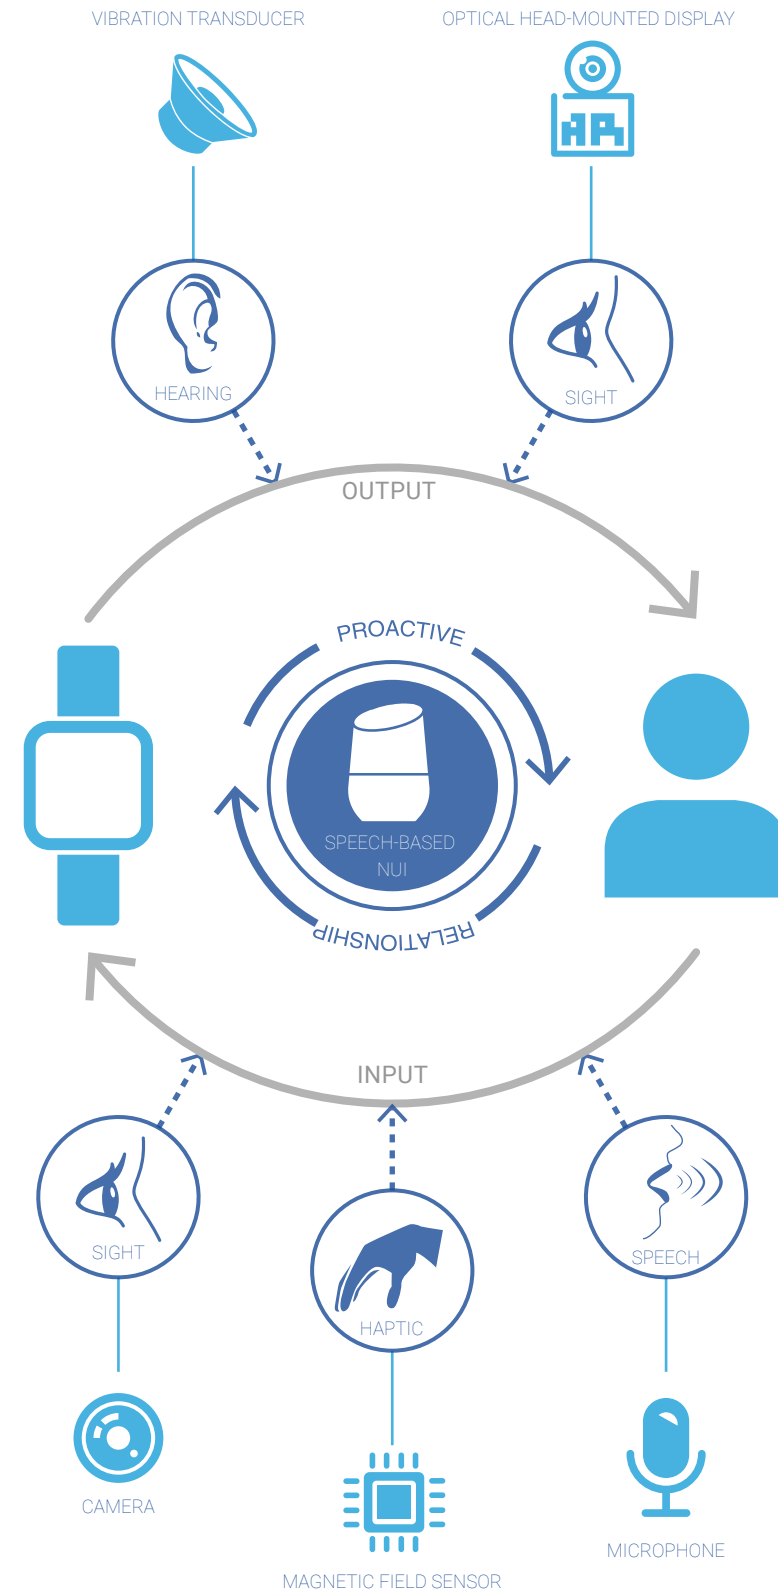 VIBRATION TRANSDUCER
OPTICAL HEAD-MOUNTED DISPLAY
AR
HEARING
SIGHT
OUTPUT
PROACTIVE
SPEECH-BASED
NUI
RELATIONSHIP
INPUT
SIGHT
HAPTIC
SPEECH
CAMERA
MAGNETIC FIELD SENSOR
MICROPHONE